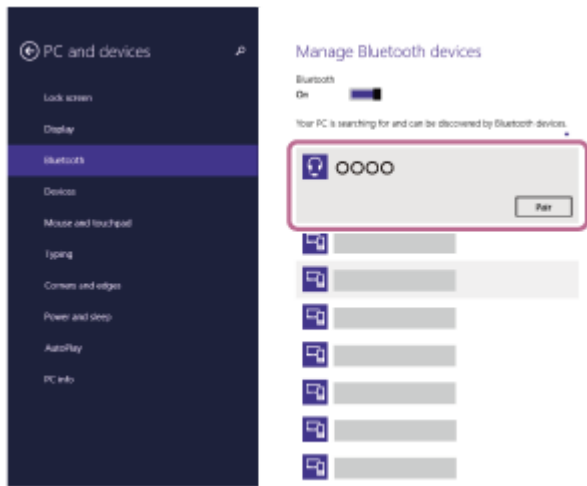 PC and devices
Lock screen
Display
Bluetooth
Devices
Mouse and touchpad
Typing
Corners and edges
Power and sleep
AutoPlay
PC info
Manage Bluetooth devices
Bluetooth
On
Your PC is searching for and can be discovered by Bluetooth devices.
OOOO
Pair